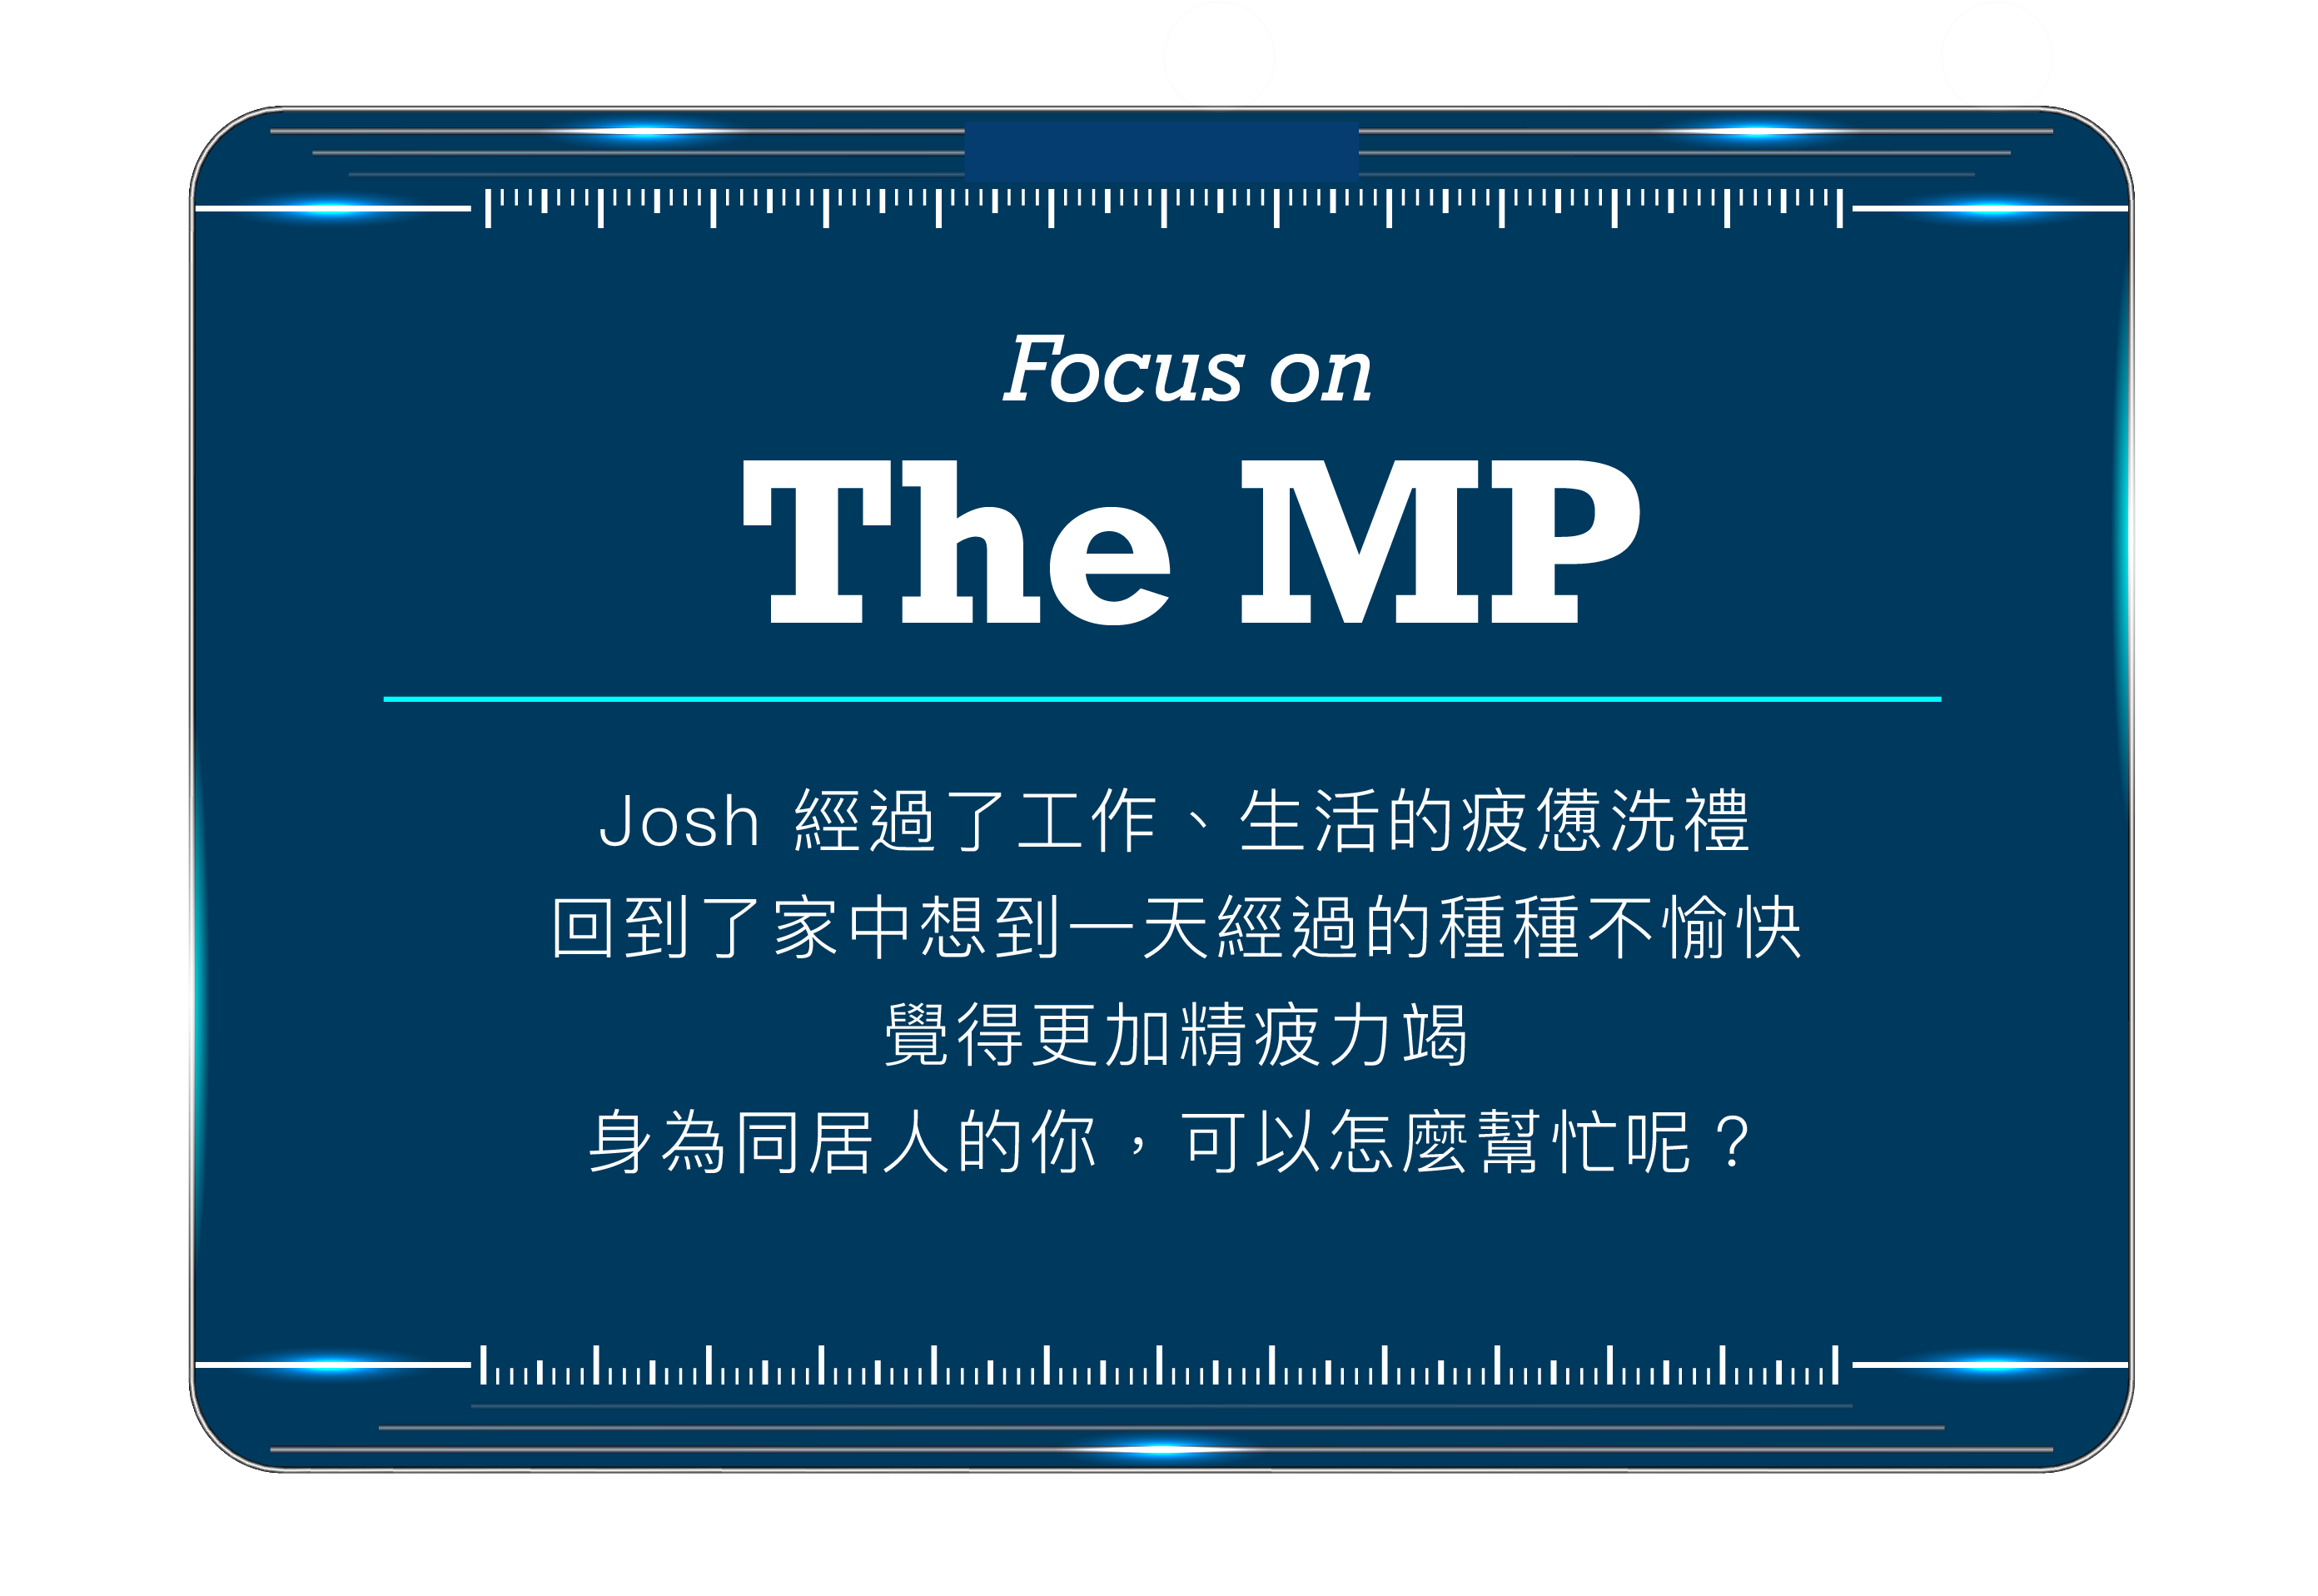 Focus on
The MP
Josh 經過了工作、生活的疲憊洗禮
回到了家中想到一天經過的種種不愉快
覺得更加精疲力竭
身為同居人的你，可以怎麼幫忙呢？